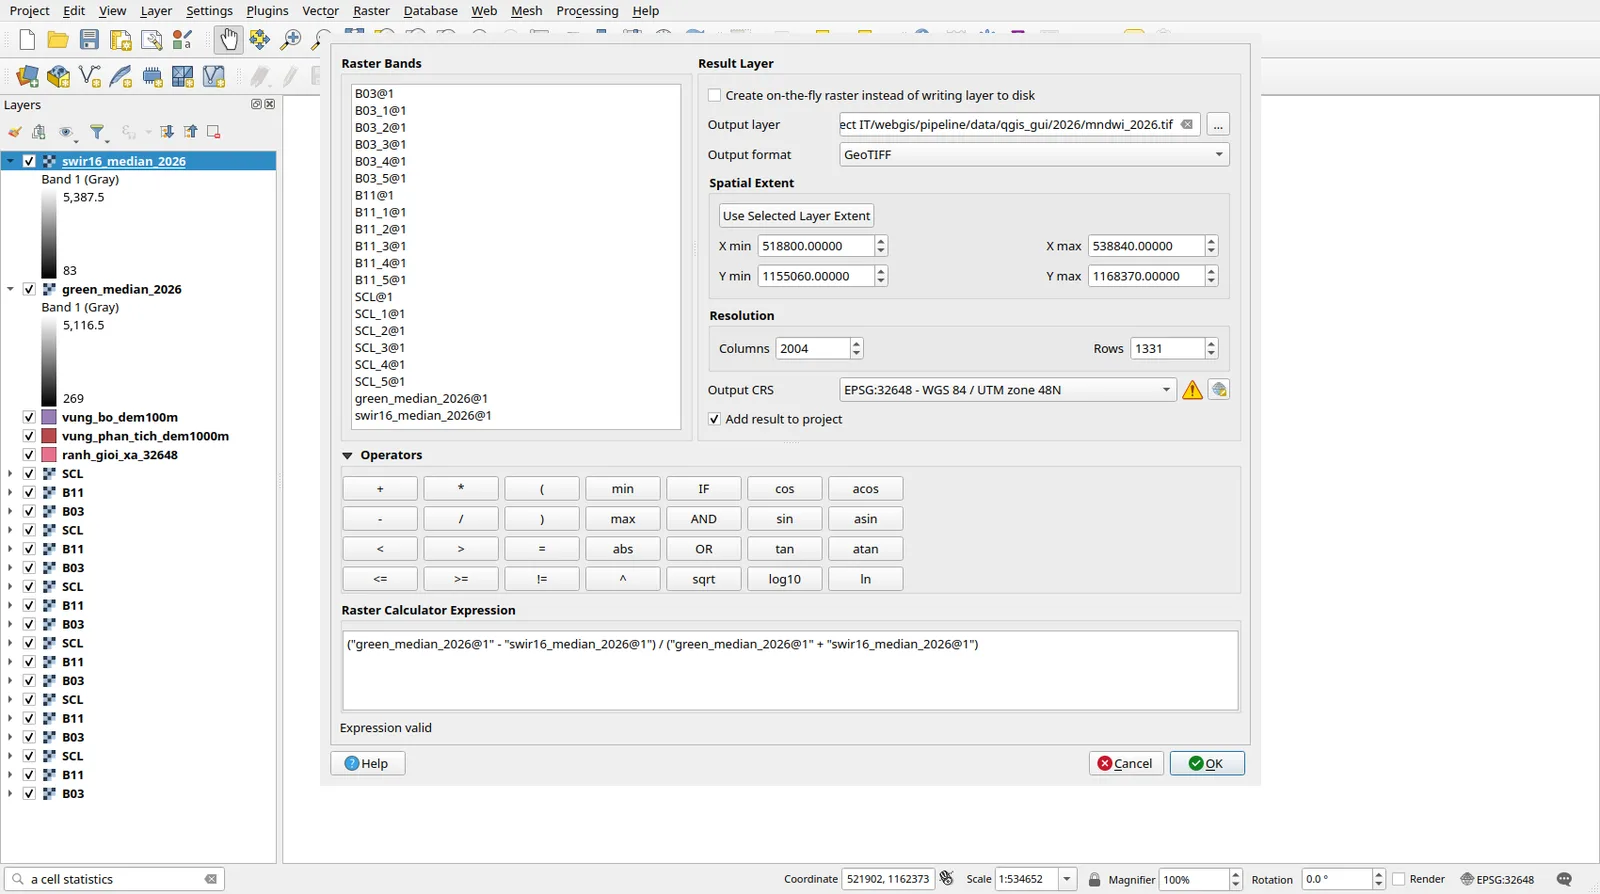 Project Edit View Layer Settings Plugins Vector Raster Database Web Mesh Processing Help
Layers
swir16_median_2026
Band 1 (Gray)
5,387.5
83
green_median_2026
Band 1 (Gray)
5,116.5
269
vung_bo_dem100m
vung_phan_tich_dem1000m
ranh_gioi_xa_32648
SCL
B11
B03
SCL
B11
B03
SCL
B11
B03
SCL
B11
B03
SCL
B11
B03
SCL
B11
B03
Raster Bands
B03@1
B03_1@1
B03_2@1
B03_3@1
B03_4@1
B03_5@1
B11@1
B11_1@1
B11_2@1
B11_3@1
B11_4@1
B11_5@1
SCL@1
SCL_1@1
SCL_2@1
SCL_3@1
SCL_4@1
SCL_5@1
green_median_2026@1
swir16_median_2026@1
Result Layer
Create on-the-fly raster instead of writing layer to disk
Output layer ect IT/webgis/pipeline/data/qgis_gui/2026/mndwi_2026.tif ...
Output format GeoTIFF
Spatial Extent
Use Selected Layer Extent
X min 518800.00000 X max 538840.00000
Y min 1155060.00000 Y max 1168370.00000
Resolution
Columns 2004 Rows 1331
Output CRS EPSG:32648 - WGS 84 / UTM zone 48N
Add result to project
Operators
+ * ( min IF cos acos
- / ) max AND sin asin
< > = abs OR tan atan
<= >= != ^ sqrt log10 ln
Raster Calculator Expression
("green_median_2026@1" - "swir16_median_2026@1") / ("green_median_2026@1" + "swir16_median_2026@1")
Expression valid
Help Cancel OK
a cell statistics Coordinate 521902, 1162373 Scale 1:534652 Magnifier 100% Rotation 0.0 ° Render EPSG:32648